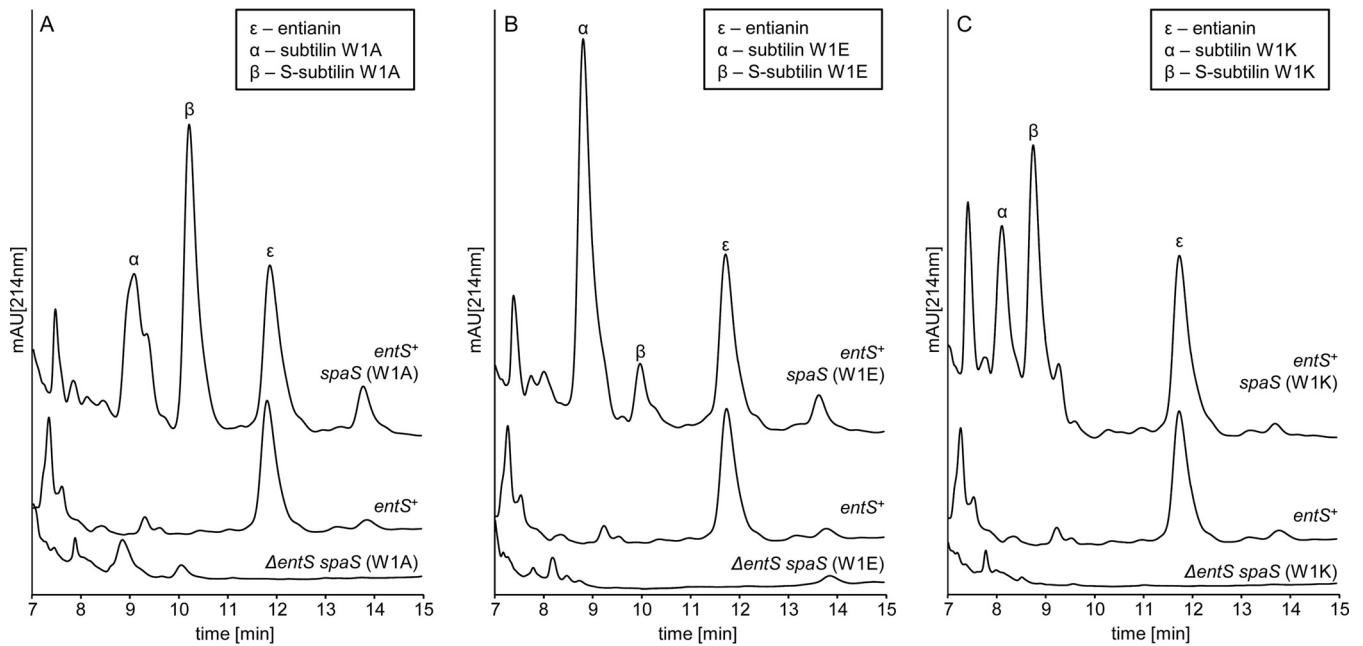 A
ε – entianin
α – subtilin W1A
β – S-subtilin W1A
β
α
ε
mAU[214nm]
entS⁺
spaS (W1A)
entS⁺
ΔentS spaS (W1A)
7 8 9 10 11 12 13 14 15
time [min]
B
ε – entianin
α – subtilin W1E
β – S-subtilin W1E
α
ε
β
mAU[214nm]
entS⁺
spaS (W1E)
entS⁺
ΔentS spaS (W1E)
7 8 9 10 11 12 13 14 15
time [min]
C
ε – entianin
α – subtilin W1K
β – S-subtilin W1K
β
α
ε
mAU[214nm]
entS⁺
spaS (W1K)
entS⁺
ΔentS spaS (W1K)
7 8 9 10 11 12 13 14 15
time [min]